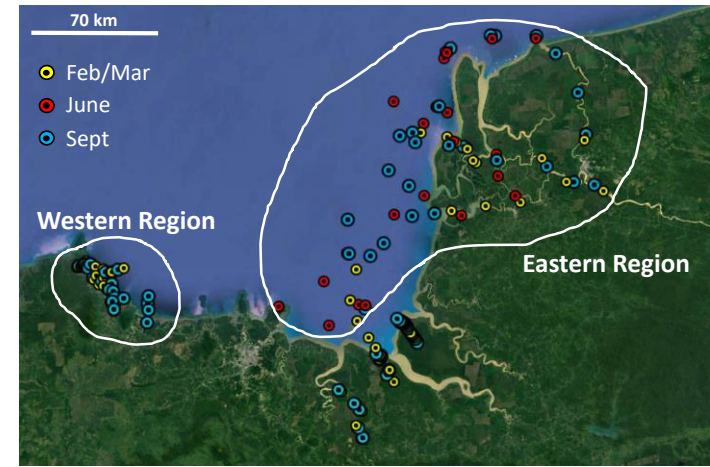 70 km
Feb/Mar
June
Sept
Western Region
Eastern Region